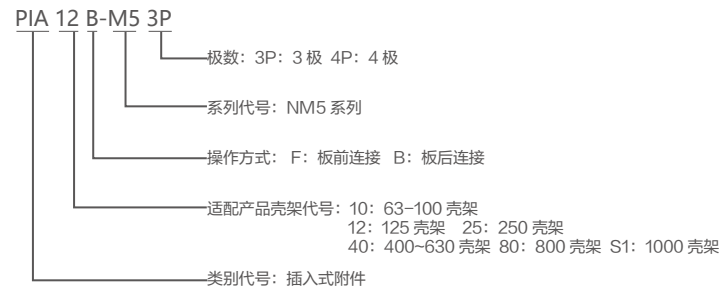 PIA 12 B-M5 3P
极数：3P：3 极 4P：4 极
系列代号：NM5 系列
操作方式： F：板前连接 B：板后连接
适配产品壳架代号：10：63-100 壳架
12：125 壳架 25：250 壳架
40：400~630 壳架 80：800 壳架 S1：1000 壳架
类别代号：插入式附件